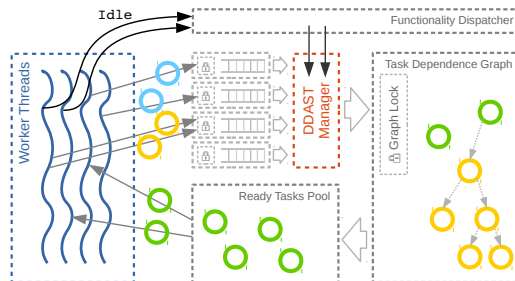 Idle
Functionality Dispatcher
Worker Threads
DDAST
Manager
Task Dependence Graph
Graph Lock
Ready Tasks Pool